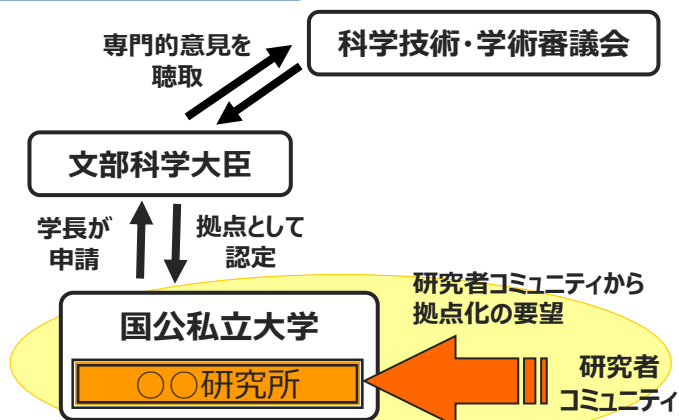 専門的意見を
聴取
科学技術・学術審議会
文部科学大臣
学長が
申請
拠点として
認定
研究者コミュニティから
拠点化の要望
国公私立大学
○○研究所
研究者
コミュニティ